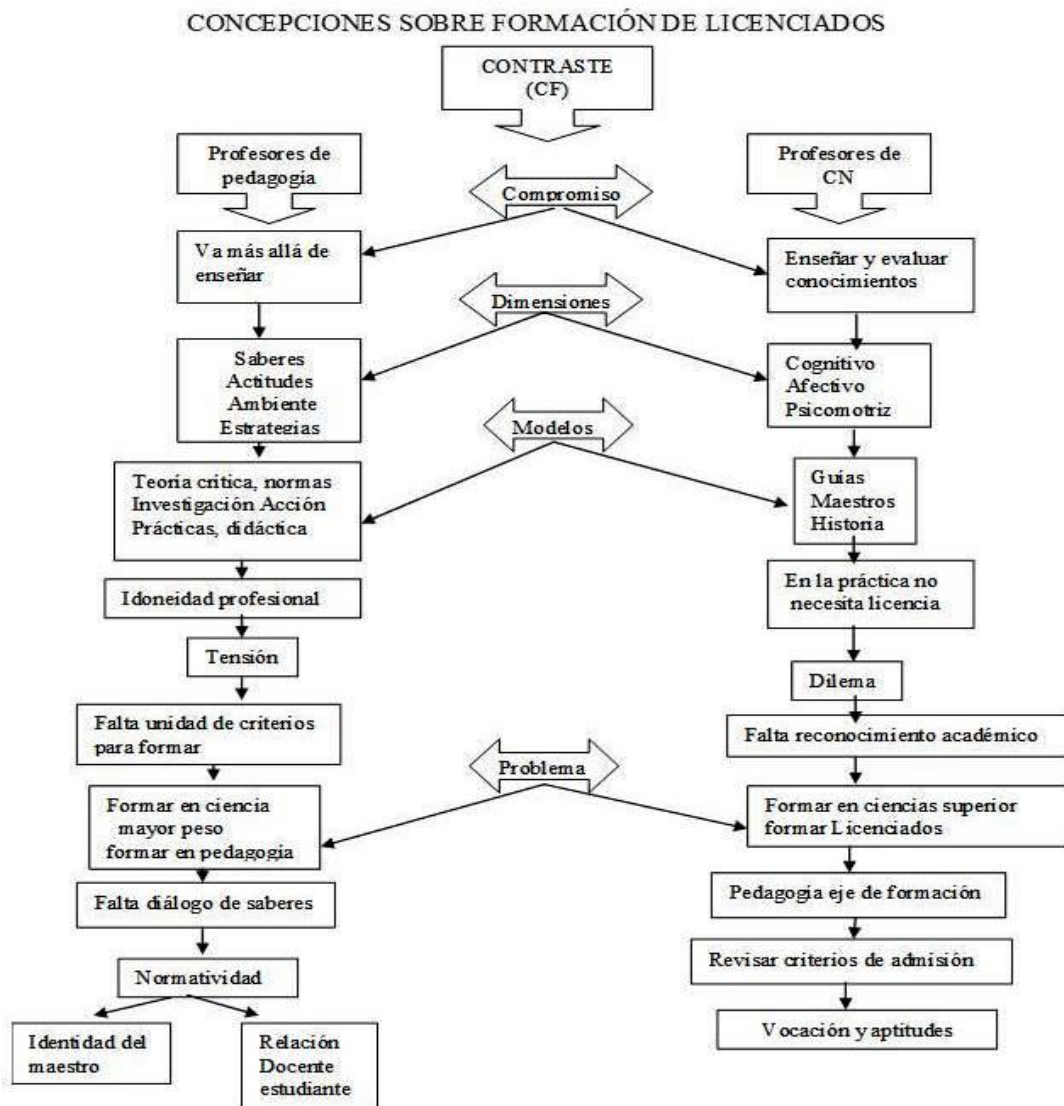 CONCEPCIONES SOBRE FORMACIÓN DE LICENCIADOS
CONTRASTE
(CF)
Profesores de
pedagogía
Profesores de
CN
Compromiso
Va más allá de
enseñar
Enseñar y evaluar
conocimientos
Dimensiones
Saberes
Actitudes
Ambiente
Estrategias
Cognitivo
Afectivo
Psicomotriz
Modelos
Teoría crítica, normas
Investigación Acción
Prácticas, didáctica
Guías
Maestros
Historia
Idoneidad profesional
En la práctica no
necesita licencia
Tensión
Dilema
Falta unidad de criterios
para formar
Falta reconocimiento académico
Problema
Formar en ciencia
mayor peso
formar en pedagogía
Formar en ciencias superior
formar Licenciados
Falta diálogo de saberes
Pedagogía eje de formación
Normatividad
Revisar criterios de admisión
Identidad del
maestro
Relación
Docente
estudiante
Vocación y aptitudes